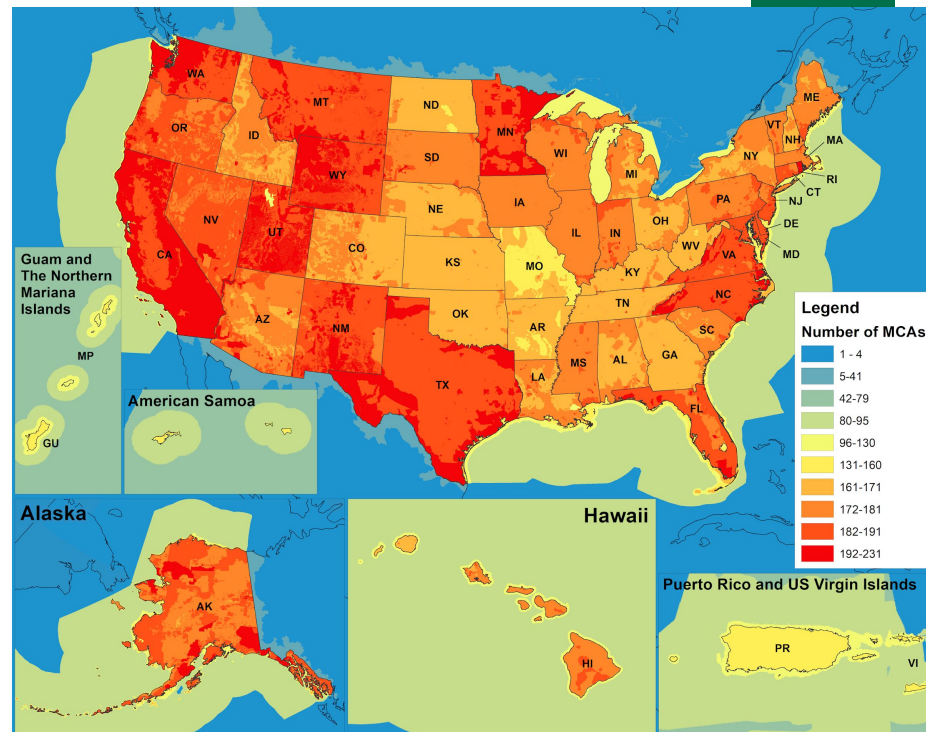 WA
MT
ND
MN
ME
OR
ID
SD
WI
VT
NH
MA
NY
MI
RI
CT
WY
NE
IA
PA
NJ
NV
UT
CO
IL
IN
OH
DE
MD
CA
KS
MO
WV
VA
KY
NC
TN
AZ
NM
OK
AR
SC
MS
AL
GA
TX
LA
FL
Guam and
The Northern
Mariana
Islands
MP
GU
American Samoa
Legend
Number of MCAs
1 - 4
5-41
42-79
80-95
96-130
131-160
161-171
172-181
182-191
192-231
Alaska
AK
Hawaii
HI
Puerto Rico and US Virgin Islands
PR
VI